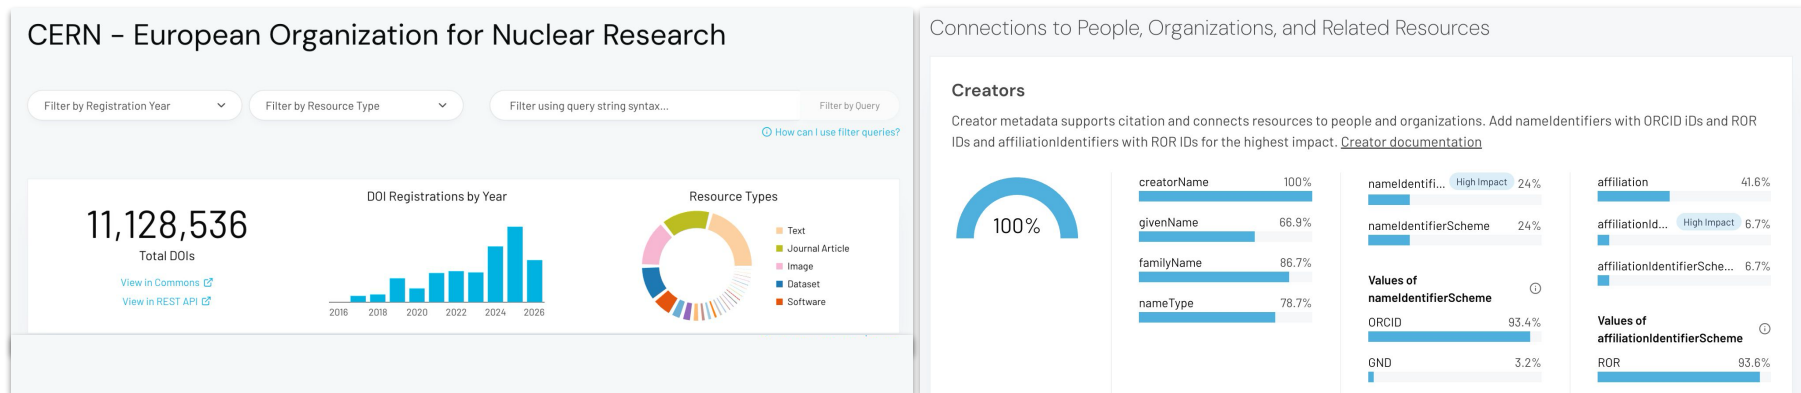 CERN – European Organization for Nuclear Research
Filter by Registration Year
Filter by Resource Type
Filter using query string syntax...
Filter by Query
How can I use filter queries?
11,128,536
Total DOIs
View in Commons
View in REST API
DOI Registrations by Year
2016 2018 2020 2022 2024 2026
Resource Types
Text
Journal Article
Image
Dataset
Software
Connections to People, Organizations, and Related Resources
Creators
Creator metadata supports citation and connects resources to people and organizations. Add nameIdentifiers with ORCID iDs and ROR
IDs and affiliationIdentifiers with ROR IDs for the highest impact. Creator documentation
100%
creatorName 100%
givenName 66.9%
familyName 86.7%
nameType 78.7%
nameIdentifi... High Impact 24%
nameIdentifierScheme 24%
Values of
nameIdentifierScheme
ORCID 93.4%
GND 3.2%
affiliation 41.6%
affiliationId... High Impact 6.7%
affiliationIdentifierSche... 6.7%
Values of
affiliationIdentifierScheme
ROR 93.6%